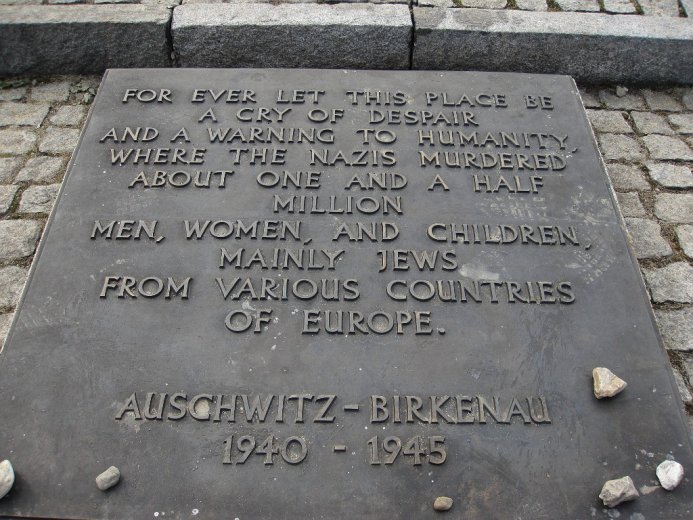 FOR EVER LET THIS PLACE BE
A CRY OF DESPAIR
AND A WARNING TO HUMANITY,
WHERE THE NAZIS MURDERED
ABOUT ONE AND A HALF
MILLION
MEN, WOMEN, AND CHILDREN,
MAINLY JEWS
FROM VARIOUS COUNTRIES
OF EUROPE.
AUSCHWITZ - BIRKENAU
1940 - 1945